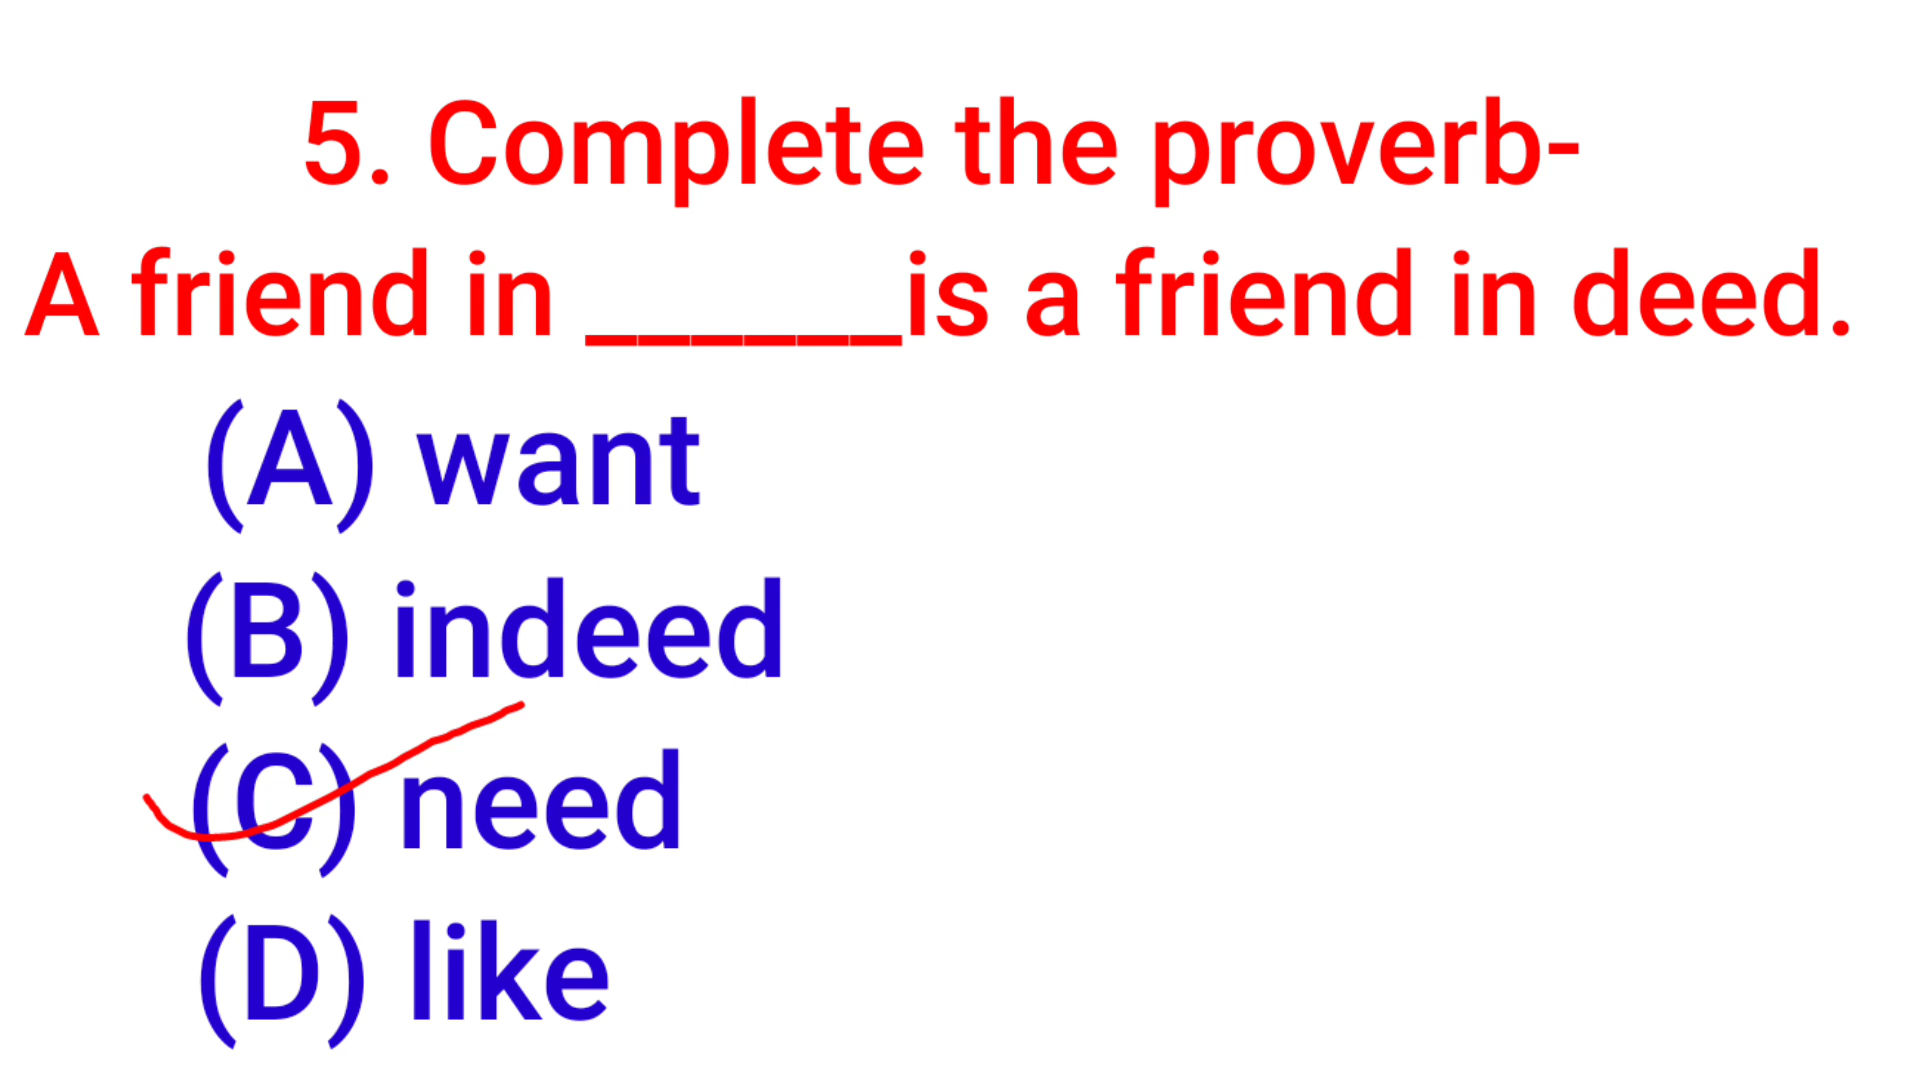 5. Complete the proverb-
A friend in ______is a friend in deed.
(A) want
(B) indeed
(C) need
(D) like